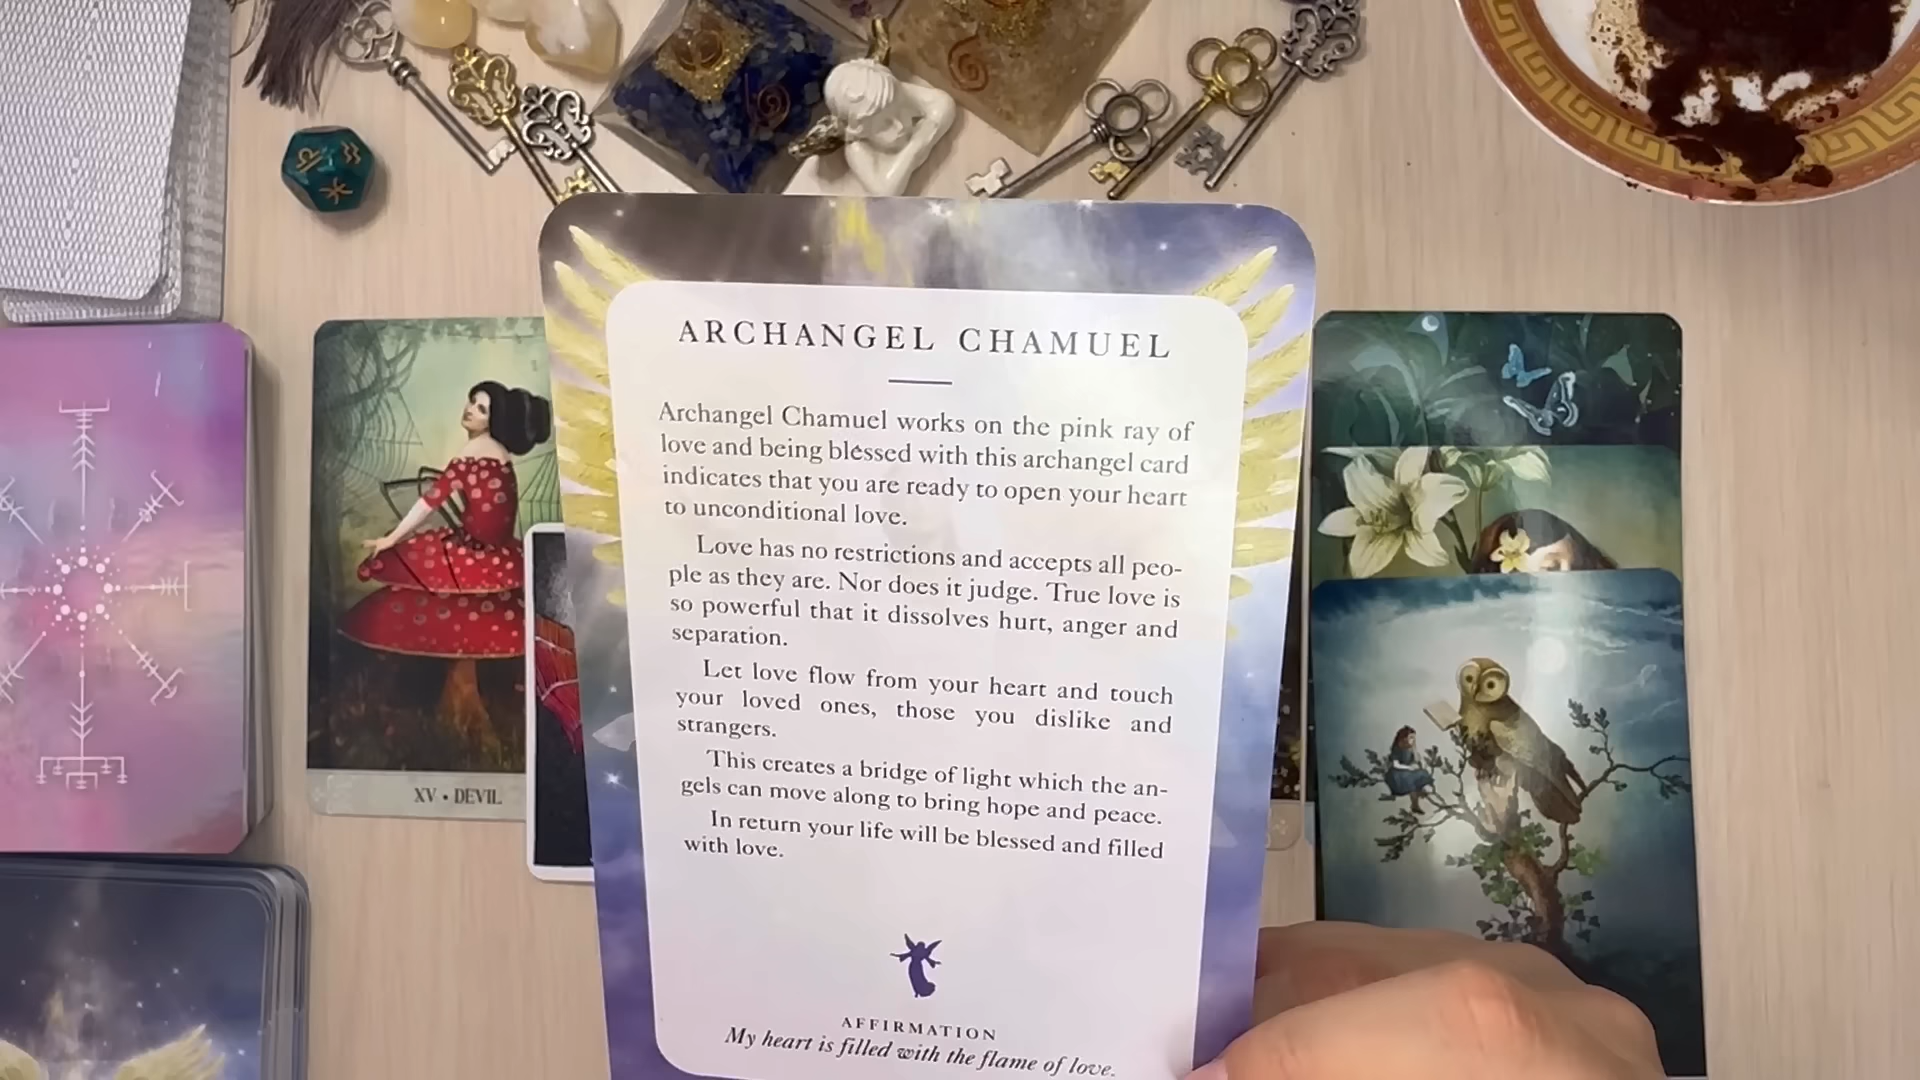 ARCHANGEL CHAMUEL
Archangel Chamuel works on the pink ray of
love and being blessed with this archangel card
indicates that you are ready to open your heart
to unconditional love.
Love has no restrictions and accepts all peo-
ple as they are. Nor does it judge. True love is
so powerful that it dissolves hurt, anger and
separation.
Let love flow from your heart and touch
your loved ones, those you dislike and
strangers.
This creates a bridge of light which the an-
gels can move along to bring hope and peace.
In return your life will be blessed and filled
with love.
AFFIRMATION
My heart is filled with the flame of love.
XV • DEVIL